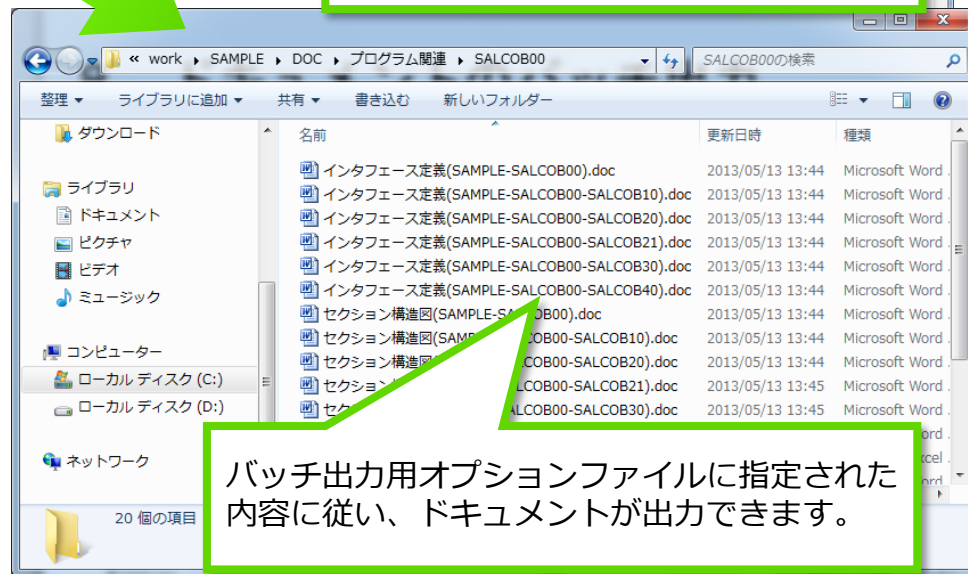 « work ▸ SAMPLE ▸ DOC ▸ プログラム関連 ▸ SALCOB00
SALCOB00の検索
整理 ライブラリに追加 共有 書き込む 新しいフォルダー
ダウンロード
ライブラリ
ドキュメント
ピクチャ
ビデオ
ミュージック
コンピューター
ローカル ディスク (C:)
ローカル ディスク (D:)
ネットワーク
名前 更新日時 種類
インタフェース定義(SAMPLE-SALCOB00).doc 2013/05/13 13:44 Microsoft Word
インタフェース定義(SAMPLE-SALCOB00-SALCOB10).doc 2013/05/13 13:44 Microsoft Word
インタフェース定義(SAMPLE-SALCOB00-SALCOB20).doc 2013/05/13 13:44 Microsoft Word
インタフェース定義(SAMPLE-SALCOB00-SALCOB21).doc 2013/05/13 13:44 Microsoft Word
インタフェース定義(SAMPLE-SALCOB00-SALCOB30).doc 2013/05/13 13:44 Microsoft Word
インタフェース定義(SAMPLE-SALCOB00-SALCOB40).doc 2013/05/13 13:44 Microsoft Word
セクション構造図(SAMPLE-SA OB00).doc 2013/05/13 13:44 Microsoft Word
セクション構造図(SAM COB00-SALCOB10).doc 2013/05/13 13:44 Microsoft Word
セクション構造図 LCOB00-SALCOB20).doc 2013/05/13 13:44 Microsoft Word
セクション LCOB00-SALCOB21).doc 2013/05/13 13:45 Microsoft Word
セク ALCOB00-SALCOB30).doc 2013/05/13 13:45 Microsoft Word
20 個の項目
バッチ出力用オプションファイルに指定された
内容に従い、ドキュメントが出力できます。